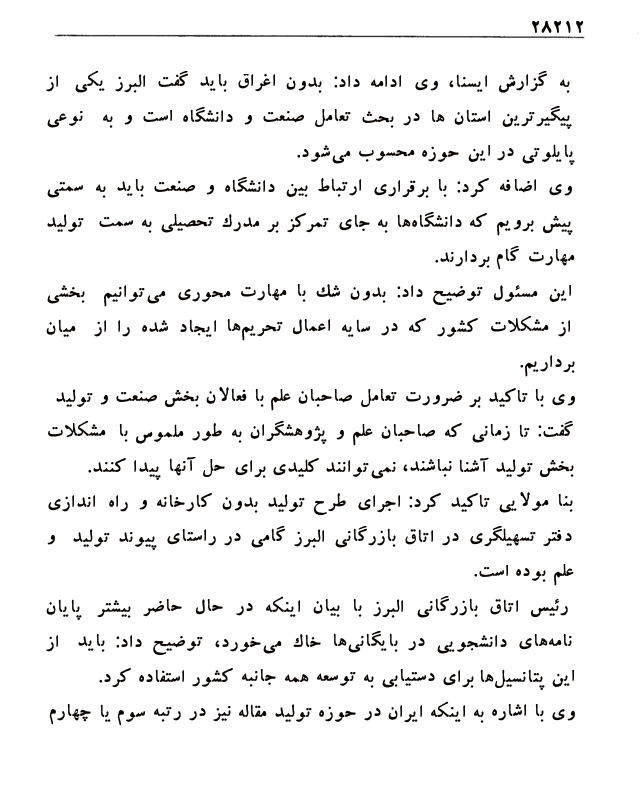 ۲۸۲۱۲
به گزارش ایسنا، وی ادامه داد: بدون اغراق باید گفت البرز یکی از
پیگیرترین استان ها در بحث تعامل صنعت و دانشگاه است و به نوعی
پایلوتی در این حوزه محسوب می‌شود.
وی اضافه کرد: با برقراری ارتباط بین دانشگاه و صنعت باید به سمتی
پیش برویم که دانشگاه‌ها به جای تمرکز بر مدرك تحصیلی به سمت تولید
مهارت گام بردارند.
این مسئول توضیح داد: بدون شك با مهارت محوری می‌توانیم بخشی
از مشکلات کشور که در سایه اعمال تحریم‌ها ایجاد شده را از میان
برداریم.
وی با تاکید بر ضرورت تعامل صاحبان علم با فعالان بخش صنعت و تولید
گفت: تا زمانی که صاحبان علم و پژوهشگران به طور ملموس با مشکلات
بخش تولید آشنا نباشند، نمی‌توانند کلیدی برای حل آنها پیدا کنند.
بنا مولایی تاکید کرد: اجرای طرح تولید بدون کارخانه و راه اندازی
دفتر تسهیلگری در اتاق بازرگانی البرز گامی در راستای پیوند تولید و
علم بوده است.
رئیس اتاق بازرگانی البرز با بیان اینکه در حال حاضر بیشتر پایان
نامه‌های دانشجویی در بایگانی‌ها خاك می‌خورد، توضیح داد: باید از
این پتانسیل‌ها برای دستیابی به توسعه همه جانبه کشور استفاده کرد.
وی با اشاره به اینکه ایران در حوزه تولید مقاله نیز در رتبه سوم یا چهارم